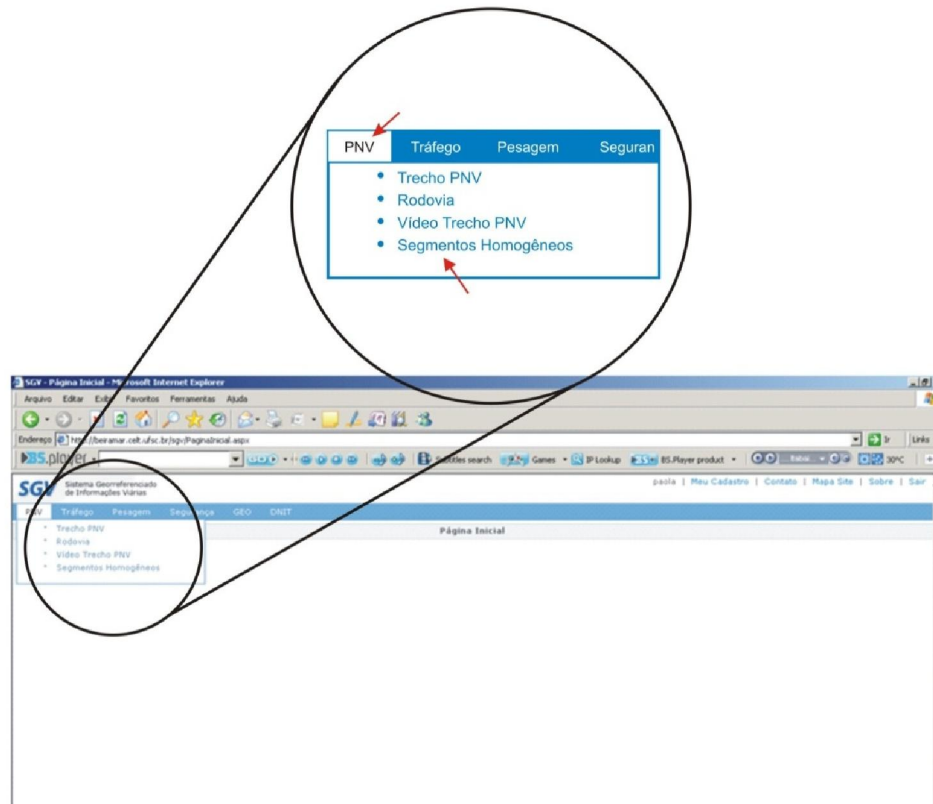 PNV Tráfego Pesagem Seguran
• Trecho PNV
• Rodovia
• Vídeo Trecho PNV
• Segmentos Homogêneos
SGV - Página Inicial - Microsoft Internet Explorer
Arquivo Editar Exibir Favoritos Ferramentas Ajuda
Endereço http://beiramar.celt.ufsc.br/sgv/PaginaInicial.aspx Ir Links
BS.player Subtitles search Games IP Lookup BS.Player product 30°C
SGV Sistema Georreferenciado
de Informações Viárias
paola | Meu Cadastro | Contato | Mapa Site | Sobre | Sair
PNV Tráfego Pesagem Segurança GEO DNIT
Página Inicial
Trecho PNV
Rodovia
Vídeo Trecho PNV
Segmentos Homogêneos